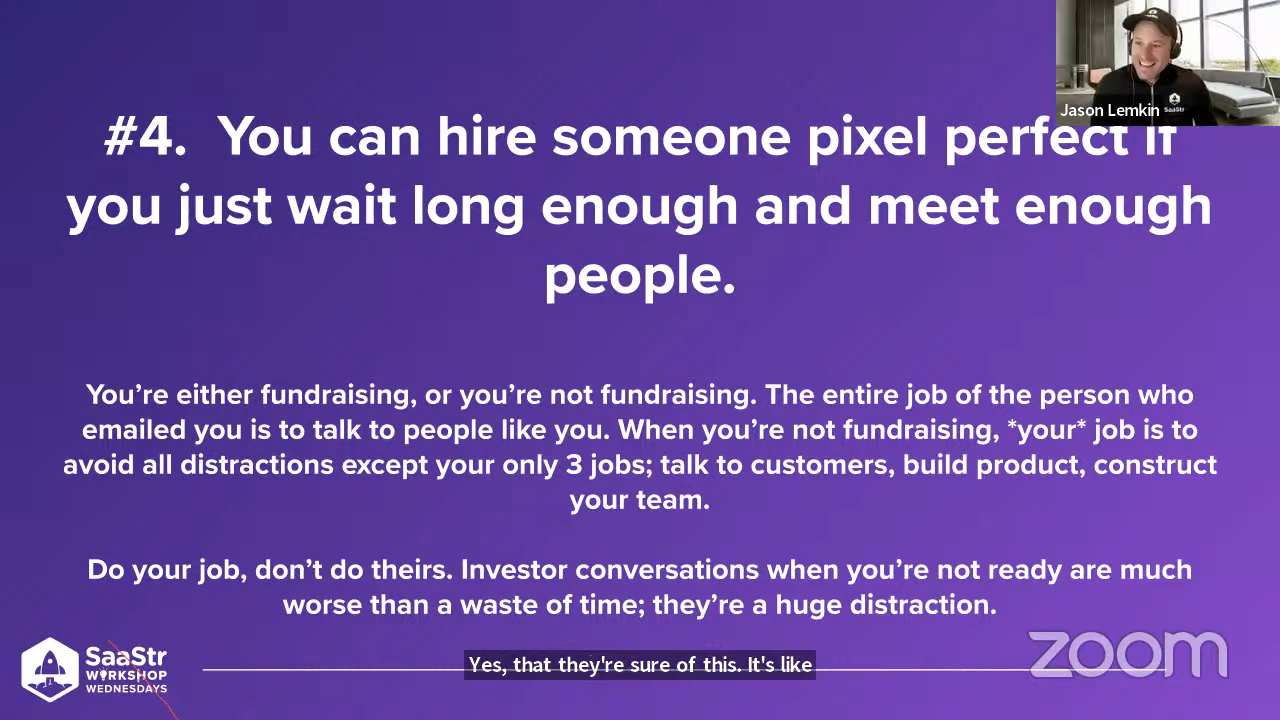 Jason Lemkin
SaaStr
#4. You can hire someone pixel perfect if
you just wait long enough and meet enough
people.
You’re either fundraising, or you’re not fundraising. The entire job of the person who
emailed you is to talk to people like you. When you’re not fundraising, *your* job is to
avoid all distractions except your only 3 jobs; talk to customers, build product, construct
your team.
Do your job, don’t do theirs. Investor conversations when you’re not ready are much
worse than a waste of time; they’re a huge distraction.
SaaStr
WORKSHOP
WEDNESDAYS
Yes, that they're sure of this. It's like
zoom